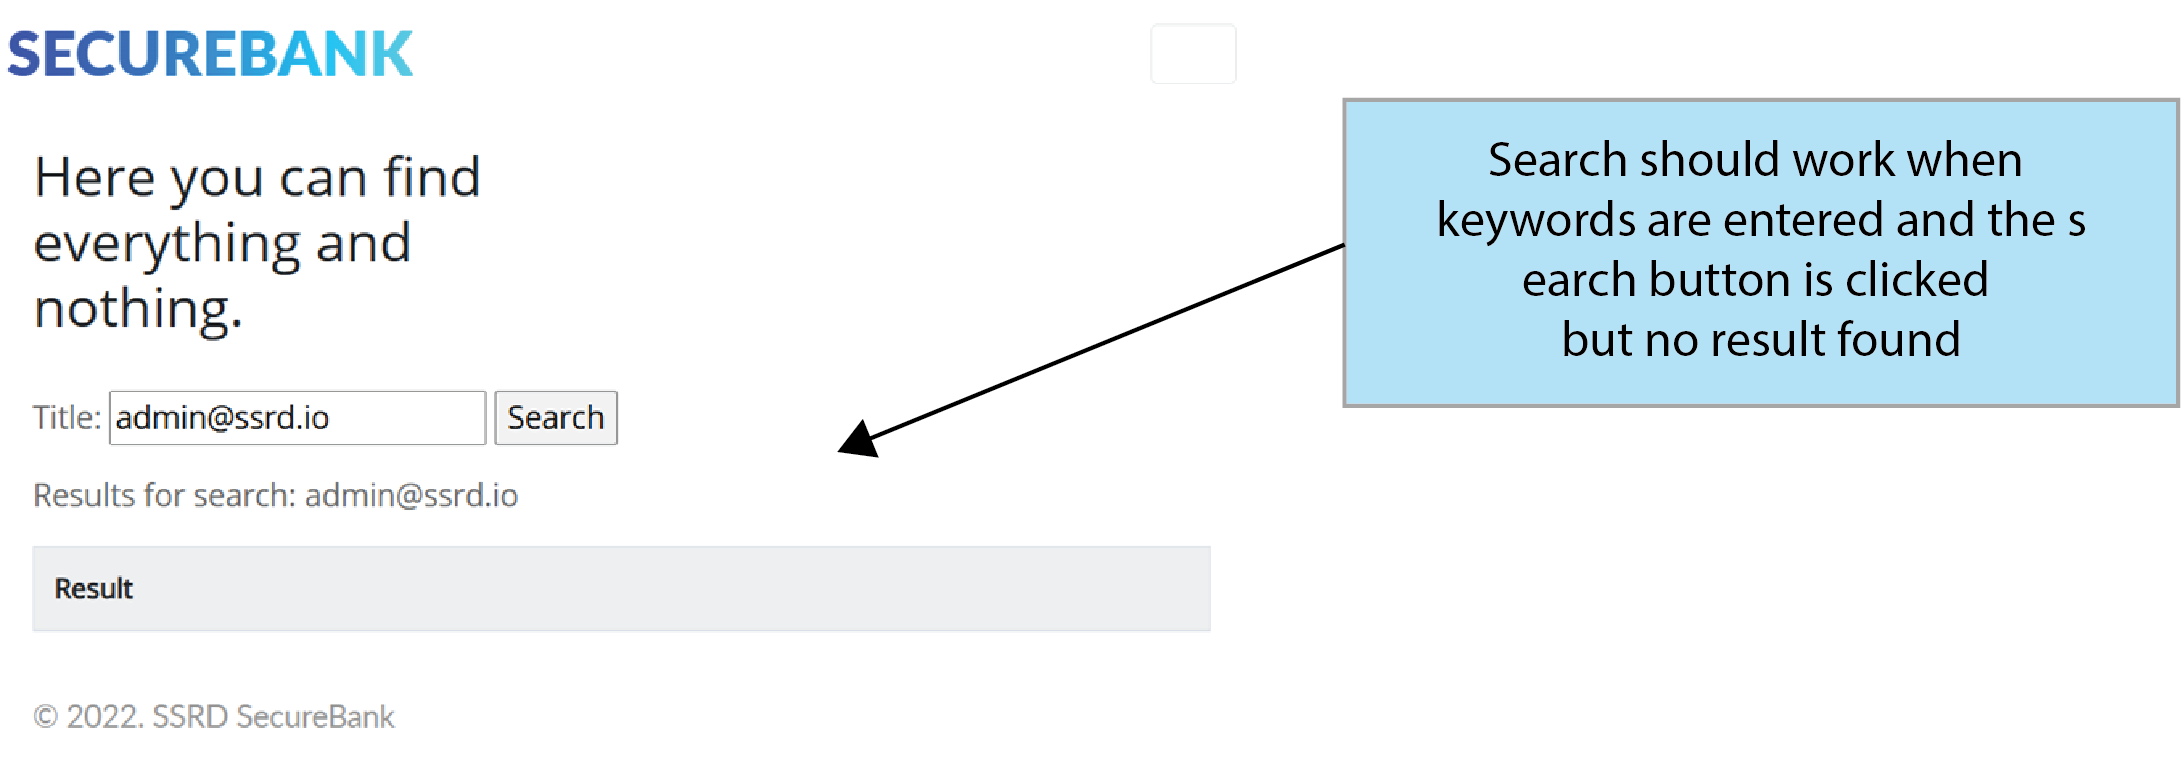 SECUREBANK
Here you can find
everything and
nothing.
Title: admin@ssrd.io Search
Results for search: admin@ssrd.io
Result
© 2022. SSRD SecureBank
Search should work when
keywords are entered and the s
earch button is clicked
but no result found